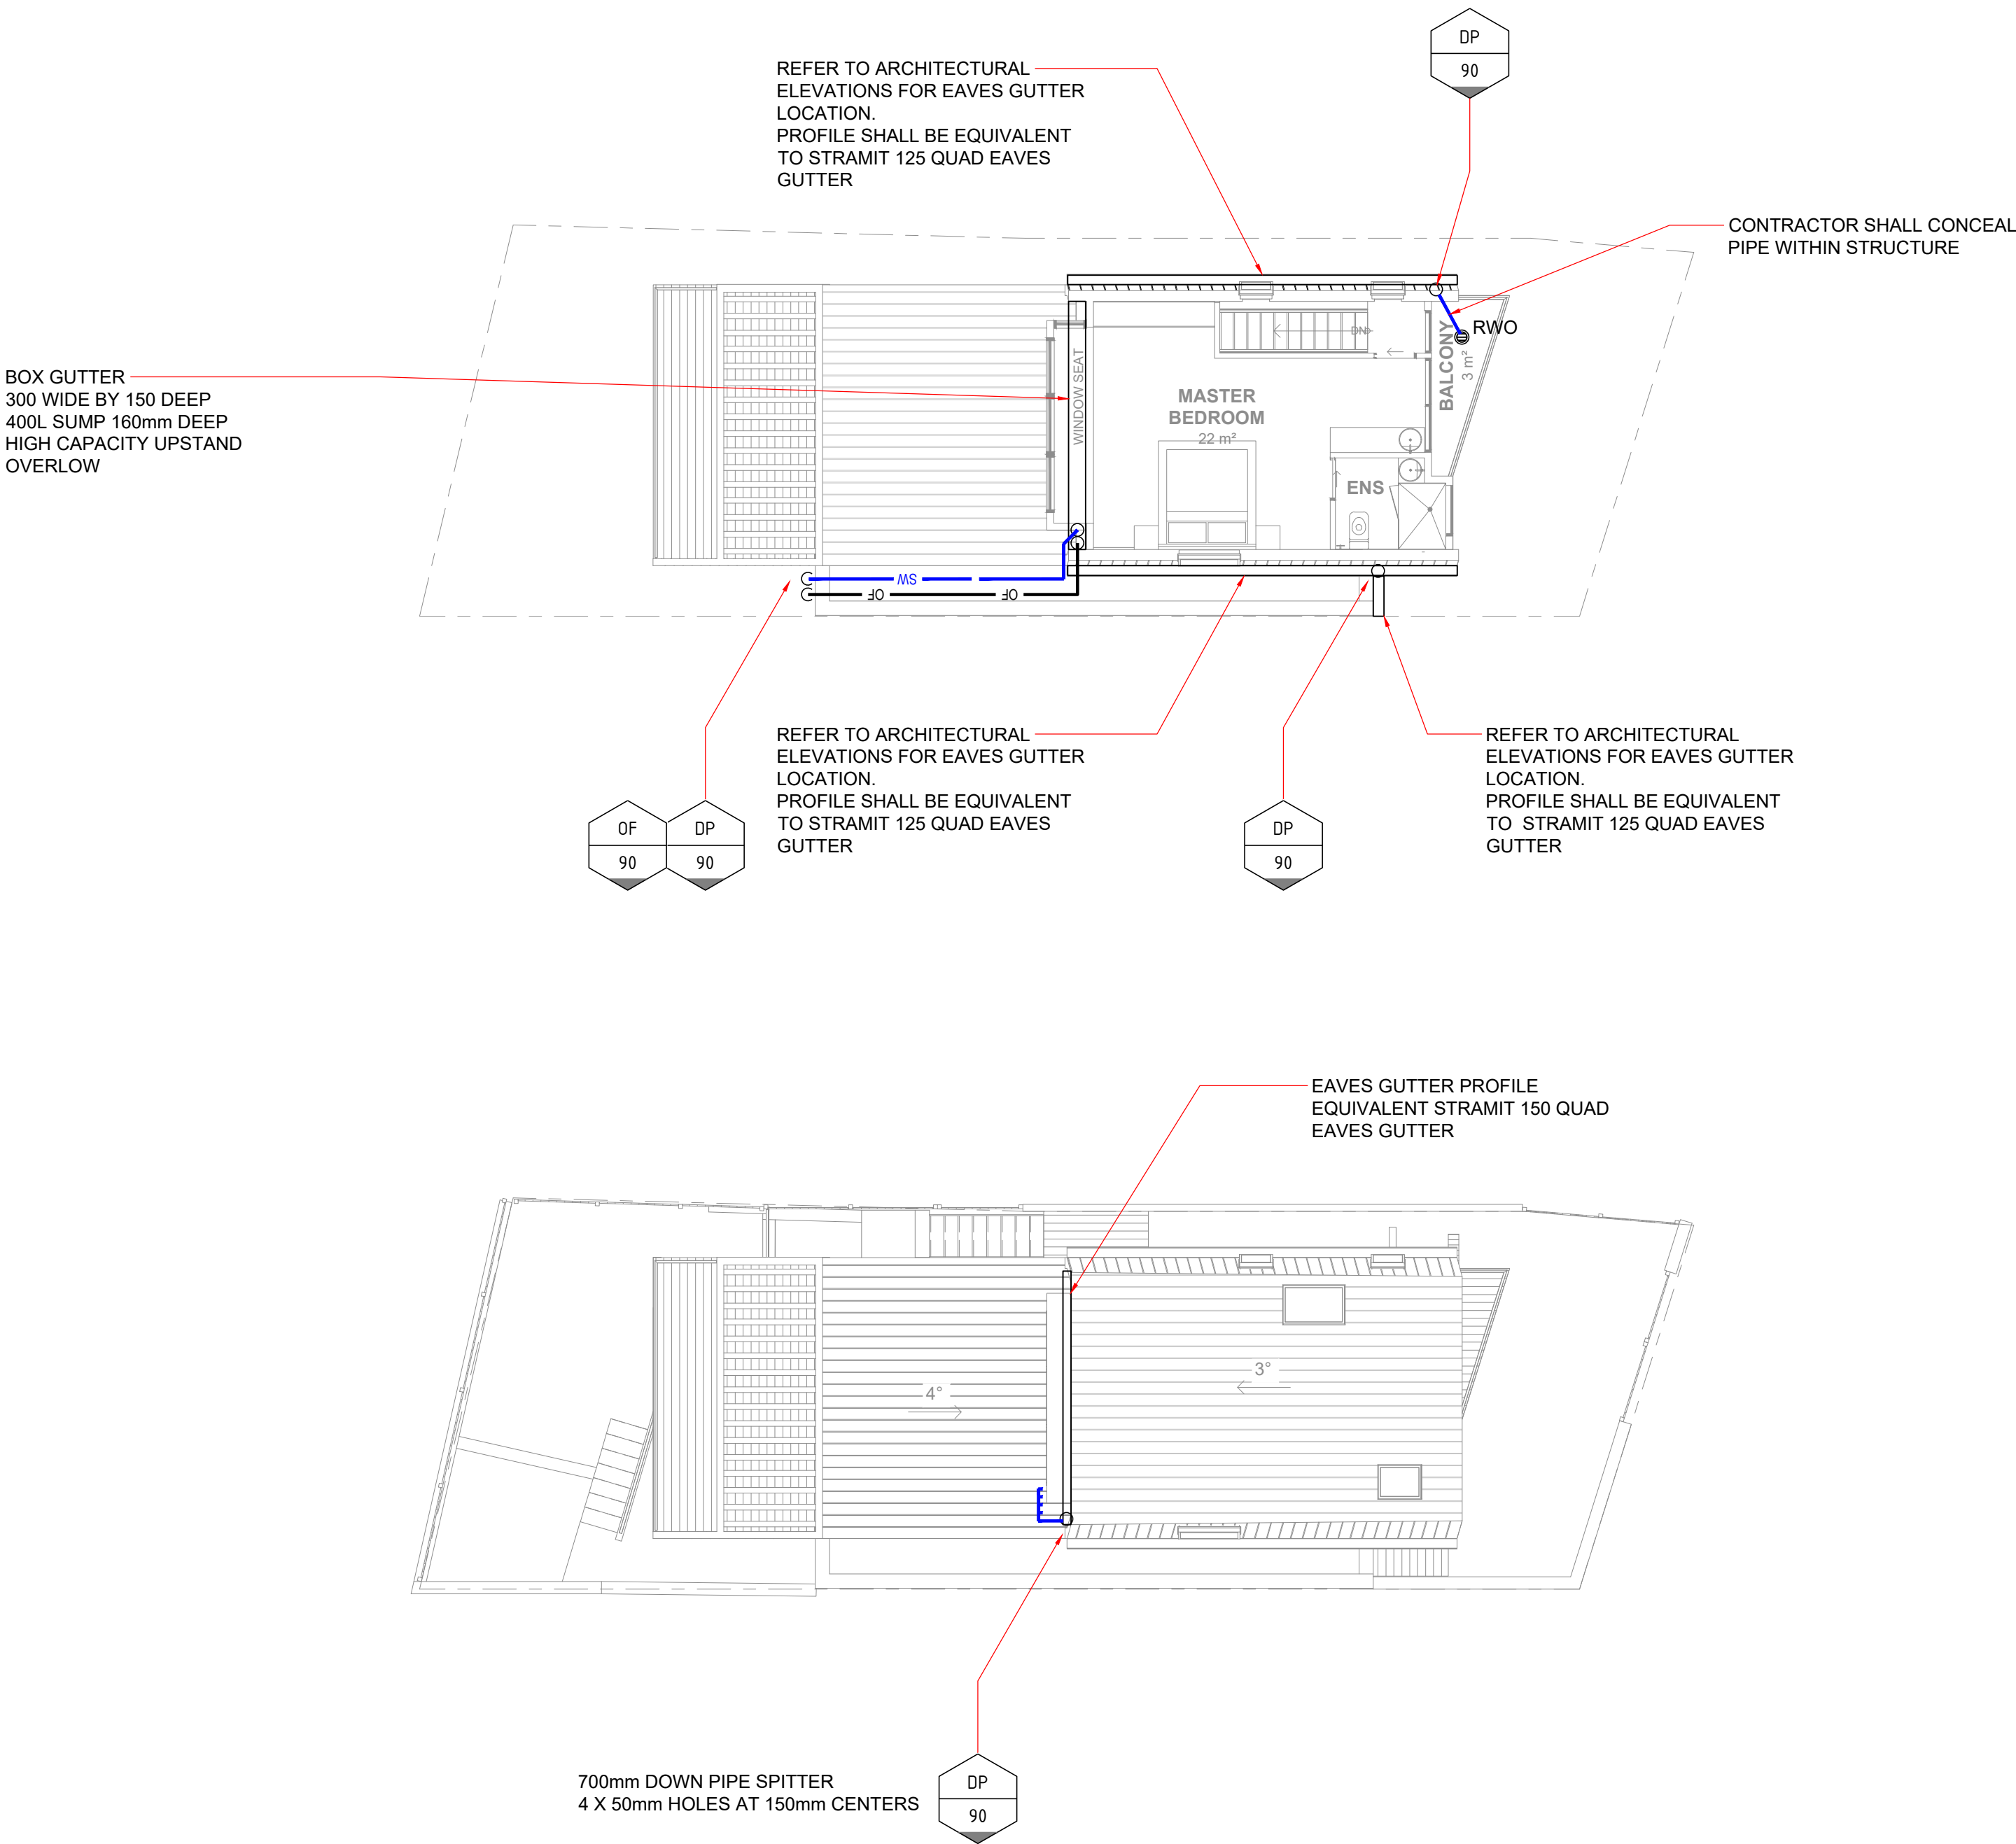 DP
90
REFER TO ARCHITECTURAL
ELEVATIONS FOR EAVES GUTTER
LOCATION.
PROFILE SHALL BE EQUIVALENT
TO STRAMIT 125 QUAD EAVES
GUTTER
CONTRACTOR SHALL CONCEAL
PIPE WITHIN STRUCTURE
BOX GUTTER
300 WIDE BY 150 DEEP
400L SUMP 160mm DEEP
HIGH CAPACITY UPSTAND
OVERLOW
WINDOW SEAT
MASTER
BEDROOM
22 m²
DN
BALCONY
3 m²
RWO
ENS
SW
OF
OF
REFER TO ARCHITECTURAL
ELEVATIONS FOR EAVES GUTTER
LOCATION.
PROFILE SHALL BE EQUIVALENT
TO STRAMIT 125 QUAD EAVES
GUTTER
REFER TO ARCHITECTURAL
ELEVATIONS FOR EAVES GUTTER
LOCATION.
PROFILE SHALL BE EQUIVALENT
TO STRAMIT 125 QUAD EAVES
GUTTER
OF
90
DP
90
DP
90
EAVES GUTTER PROFILE
EQUIVALENT STRAMIT 150 QUAD
EAVES GUTTER
4°
3°
700mm DOWN PIPE SPITTER
4 X 50mm HOLES AT 150mm CENTERS
DP
90